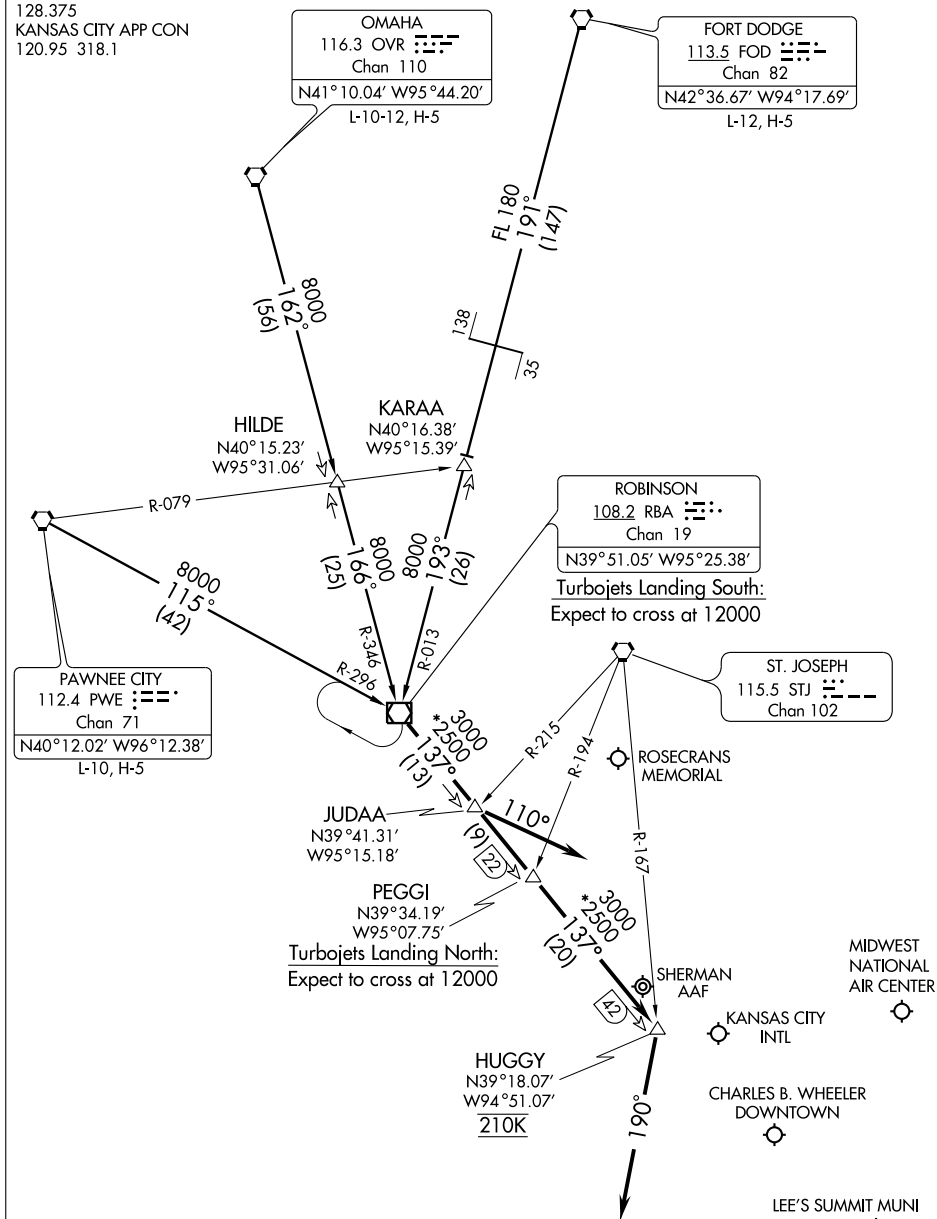 128.375
KANSAS CITY APP CON
120.95 318.1
OMAHA
116.3 OVR
Chan 110
N41°10.04' W95°44.20'
L-10-12, H-5
FORT DODGE
113.5 FOD
Chan 82
N42°36.67' W94°17.69'
L-12, H-5
FL 180
191°
(147)
8000
162°
(56)
138
35
HILDE
N40°15.23'
W95°31.06'
KARAA
N40°16.38'
W95°15.39'
R-079
ROBINSON
108.2 RBA
Chan 19
N39°51.05' W95°25.38'
Turbojets Landing South:
Expect to cross at 12000
8000
115°
(42)
8000
166°
(25)
8000
193°
(26)
R-346
R-013
R-296
PAWNEE CITY
112.4 PWE
Chan 71
N40°12.02' W96°12.38'
L-10, H-5
ST. JOSEPH
115.5 STJ
Chan 102
3000
*2500
137°
(13)
R-215
R-194
R-167
ROSECRANS
MEMORIAL
JUDAA
N39°41.31'
W95°15.18'
110°
(9)
22
PEGGI
N39°34.19'
W95°07.75'
Turbojets Landing North:
Expect to cross at 12000
3000
*2500
137°
(20)
SHERMAN
AAF
42
MIDWEST
NATIONAL
AIR CENTER
KANSAS CITY
INTL
HUGGY
N39°18.07'
W94°51.07'
210K
190°
CHARLES B. WHEELER
DOWNTOWN
LEE'S SUMMIT MUNI